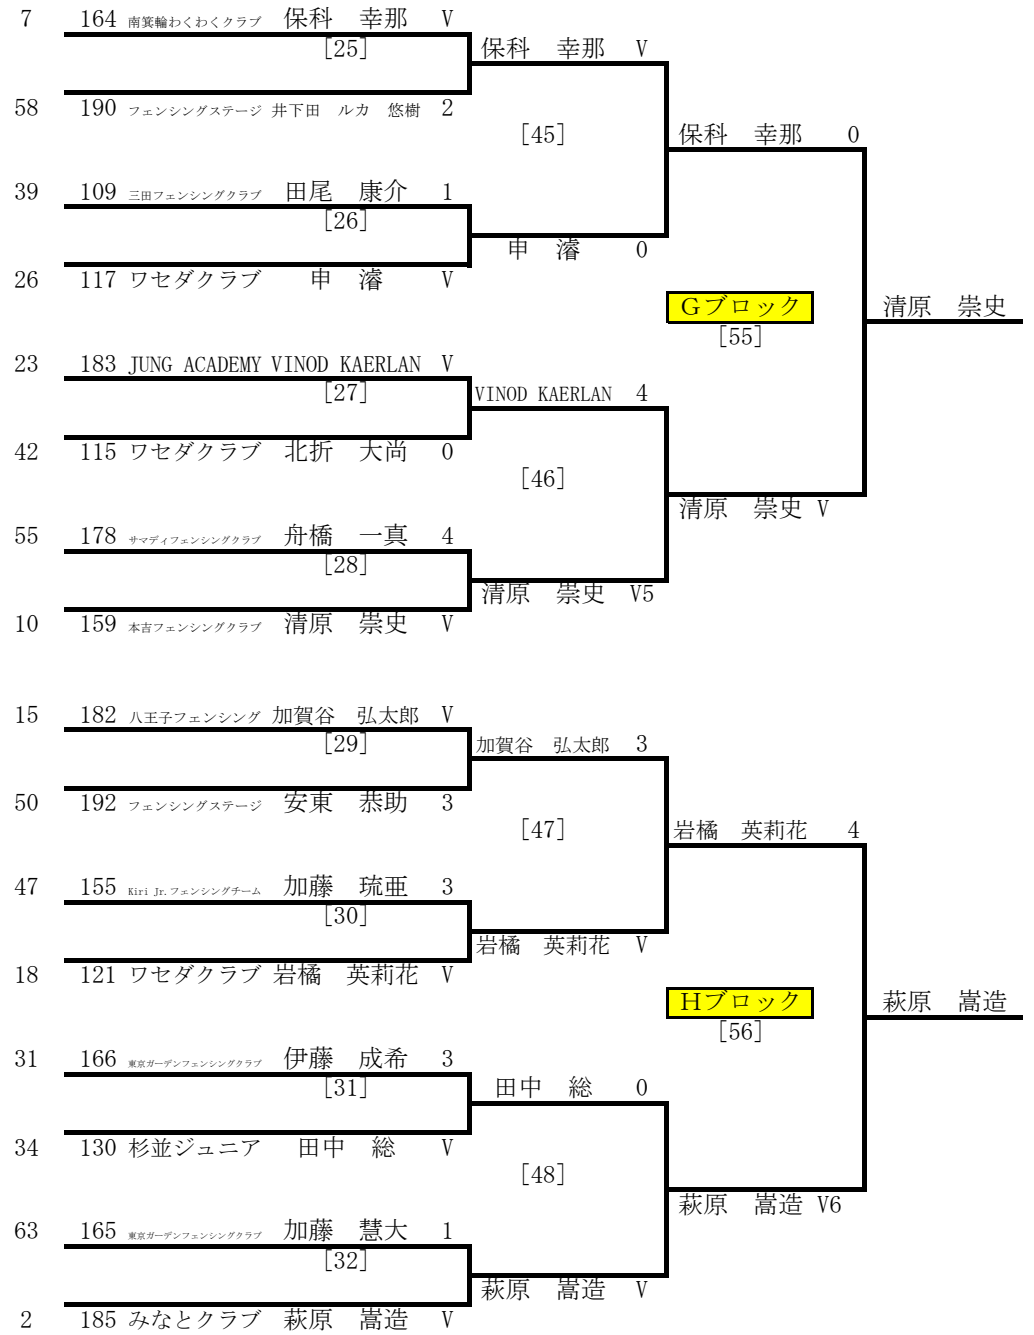 7 164 南箕輪わくわくクラブ 保科 幸那 V
[25] 保科 幸那 V
58 190 フェンシングステージ 井下田 ルカ 悠樹 2
[45] 保科 幸那 0
39 109 三田フェンシングクラブ 田尾 康介 1
[26]
申 濬 0
26 117 ワセダクラブ 申 濬 V
Gブロック 清原 崇史
[55]
23 183 JUNG ACADEMY VINOD KAERLAN V
[27] VINOD KAERLAN 4
42 115 ワセダクラブ 北折 大尚 0
[46]
清原 崇史 V
55 178 サマディフェンシングクラブ 舟橋 一真 4
[28]
清原 崇史 V5
10 159 本吉フェンシングクラブ 清原 崇史 V
15 182 八王子フェンシング 加賀谷 弘太郎 V
[29] 加賀谷 弘太郎 3
50 192 フェンシングステージ 安東 恭助 3
[47] 岩橘 英莉花 4
47 155 Kiri Jr.フェンシングチーム 加藤 琉亜 3
[30]
岩橘 英莉花 V
18 121 ワセダクラブ 岩橘 英莉花 V
Hブロック 萩原 嵩造
[56]
31 166 東京ガーデンフェンシングクラブ 伊藤 成希 3
[31] 田中 総 0
34 130 杉並ジュニア 田中 総 V
[48]
萩原 嵩造 V6
63 165 東京ガーデンフェンシングクラブ 加藤 慧大 1
[32]
萩原 嵩造 V
2 185 みなとクラブ 萩原 嵩造 V